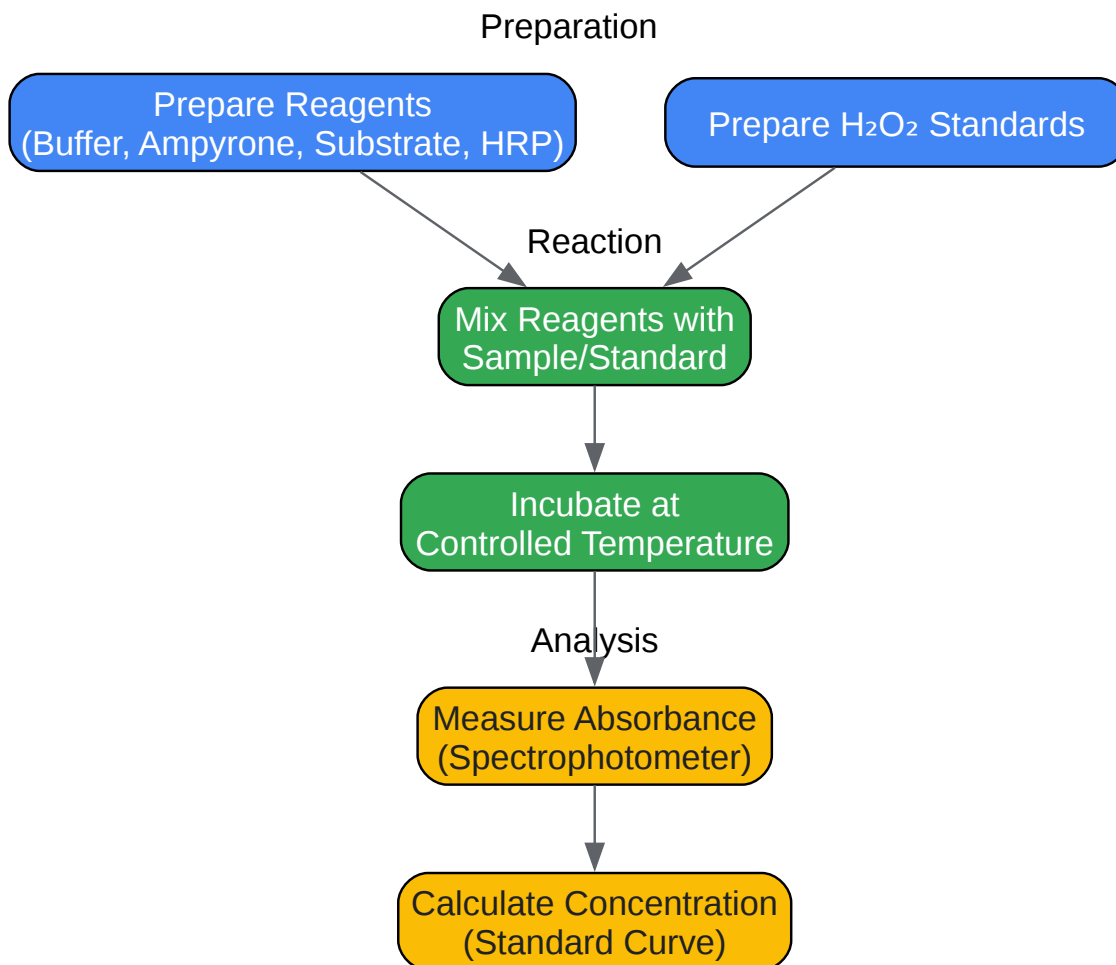 Preparation
Prepare Reagents
(Buffer, Ampyrone, Substrate, HRP)
Prepare H₂O₂ Standards
Reaction
Mix Reagents with
Sample/Standard
Incubate at
Controlled Temperature
Analysis
Measure Absorbance
(Spectrophotometer)
Calculate Concentration
(Standard Curve)